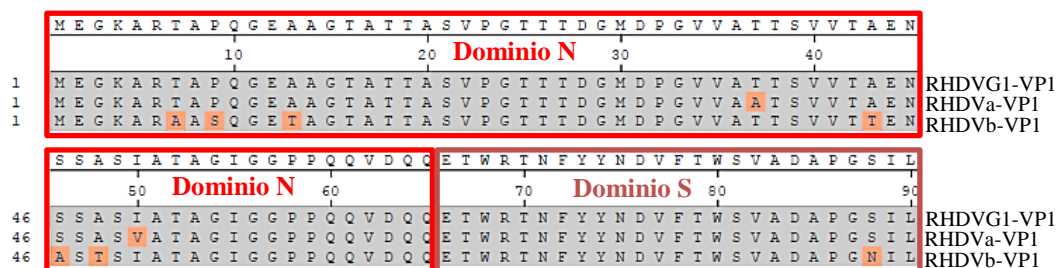 M E G K A R T A P Q G E A A G T A T T A S V P G T T T D G M D P G V V A T T S V V T A E N
Dominio N
10 20 30 40
1 M E G K A R T A P Q G E A A G T A T T A S V P G T T T D G M D P G V V A T T S V V T A E N RHDVG1-VP1
1 M E G K A R T A P Q G E A A G T A T T A S V P G T T T D G M D P G V V A A T S V V T A E N RHDVa-VP1
1 M E G K A R A A S Q G E T A G T A T T A S V P G T T T D G M D P G V V A T T S V V T T E N RHDVb-VP1
S S A S I A T A G I G G P P Q Q V D Q Q E T W R T N F Y Y N D V F T W S V A D A P G S I L
Dominio N Dominio S
50 60 70 80 90
46 S S A S I A T A G I G G P P Q Q V D Q Q E T W R T N F Y Y N D V F T W S V A D A P G S I L RHDVG1-VP1
46 S S A S V A T A G I G G P P Q Q V D Q Q E T W R T N F Y Y N D V F T W S V A D A P G S I L RHDVa-VP1
46 A S T S I A T A G I G G P P Q Q V D Q Q E T W R T N F Y Y N D V F T W S V A D A P G N I L RHDVb-VP1